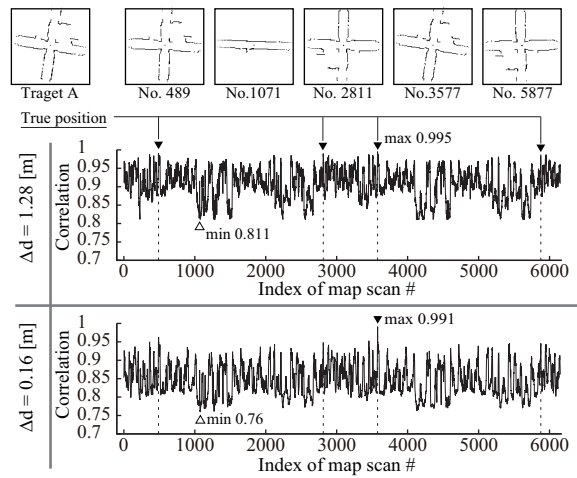 Traget A
No. 489
No.1071
No. 2811
No.3577
No. 5877
True position
max 0.995
Δd = 1.28 [m]
Correlation
1
0.95
0.9
0.85
0.8
0.75
0.7
min 0.811
0 1000 2000 3000 4000 5000 6000
Index of map scan #
max 0.991
Δd = 0.16 [m]
Correlation
1
0.95
0.9
0.85
0.8
0.75
0.7
min 0.76
0 1000 2000 3000 4000 5000 6000
Index of map scan #